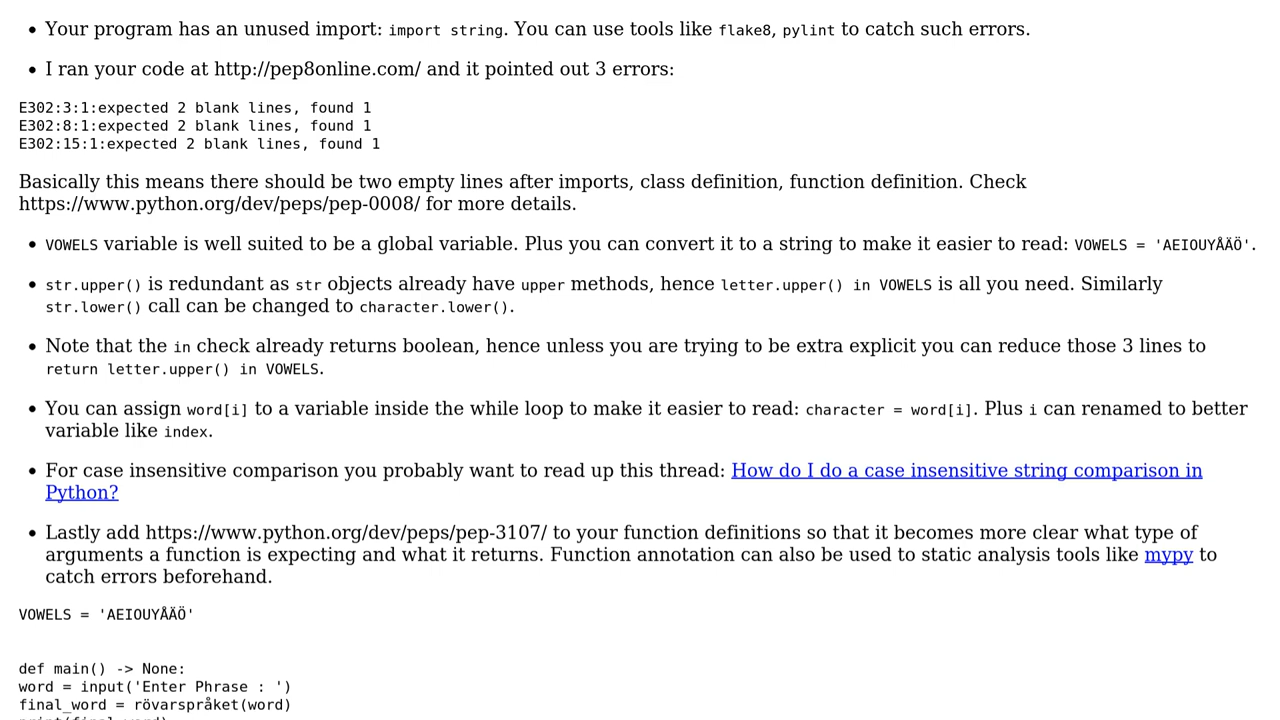 Your program has an unused import: import string. You can use tools like flake8, pylint to catch such errors.
I ran your code at http://pep8online.com/ and it pointed out 3 errors:
E302:3:1:expected 2 blank lines, found 1
E302:8:1:expected 2 blank lines, found 1
E302:15:1:expected 2 blank lines, found 1
Basically this means there should be two empty lines after imports, class definition, function definition. Check
https://www.python.org/dev/peps/pep-0008/ for more details.
VOWELS variable is well suited to be a global variable. Plus you can convert it to a string to make it easier to read: VOWELS = 'AEIOUYÅÄÖ'.
str.upper() is redundant as str objects already have upper methods, hence letter.upper() in VOWELS is all you need. Similarly
str.lower() call can be changed to character.lower().
Note that the in check already returns boolean, hence unless you are trying to be extra explicit you can reduce those 3 lines to
return letter.upper() in VOWELS.
You can assign word[i] to a variable inside the while loop to make it easier to read: character = word[i]. Plus i can renamed to better
variable like index.
For case insensitive comparison you probably want to read up this thread: How do I do a case insensitive string comparison in
Python?
Lastly add https://www.python.org/dev/peps/pep-3107/ to your function definitions so that it becomes more clear what type of
arguments a function is expecting and what it returns. Function annotation can also be used to static analysis tools like mypy to
catch errors beforehand.
VOWELS = 'AEIOUYÅÄÖ'
def main() -> None:
word = input('Enter Phrase : ')
final_word = rövarspråket(word)
print(final_word)